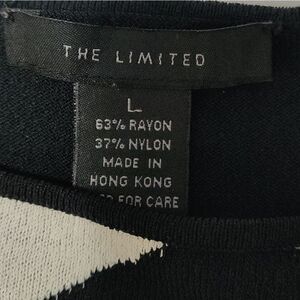 THE LIMITED
L
63% RAYON
37% NYLON
MADE IN
HONG KONG
FOR CARE